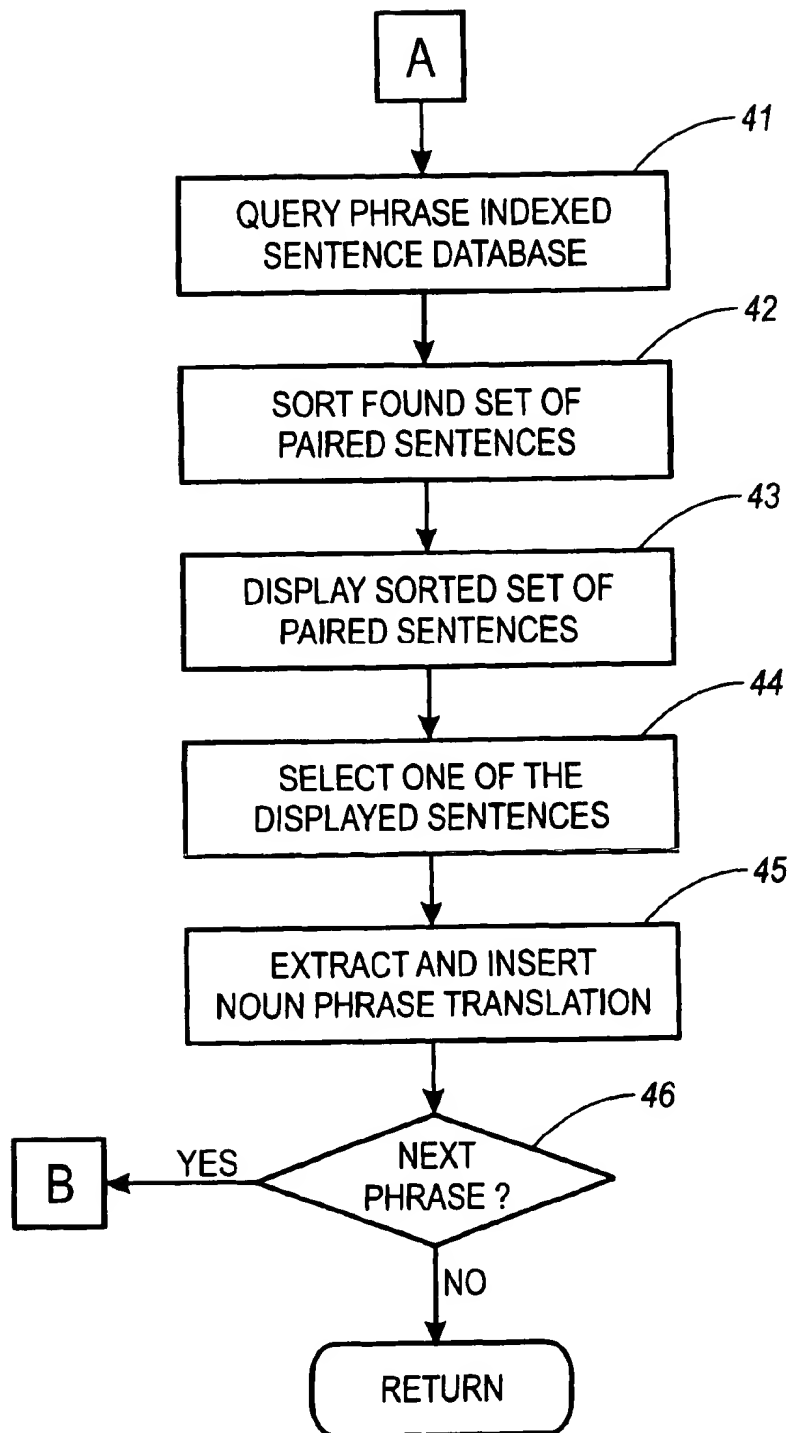 A
41
QUERY PHRASE INDEXED
SENTENCE DATABASE
42
SORT FOUND SET OF
PAIRED SENTENCES
43
DISPLAY SORTED SET OF
PAIRED SENTENCES
44
SELECT ONE OF THE
DISPLAYED SENTENCES
45
EXTRACT AND INSERT
NOUN PHRASE TRANSLATION
46
NEXT
PHRASE ?
YES
B
NO
RETURN